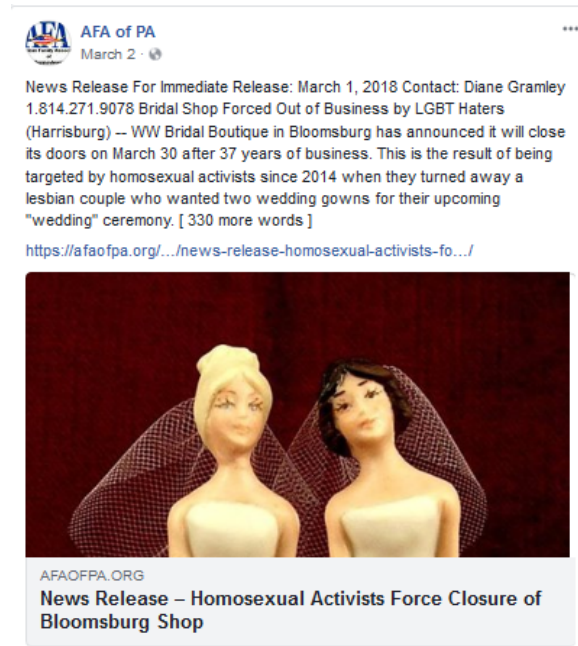 AFA of PA
March 2 ·
News Release For Immediate Release: March 1, 2018 Contact: Diane Gramley
1.814.271.9078 Bridal Shop Forced Out of Business by LGBT Haters
(Harrisburg) -- WW Bridal Boutique in Bloomsburg has announced it will close
its doors on March 30 after 37 years of business. This is the result of being
targeted by homosexual activists since 2014 when they turned away a
lesbian couple who wanted two wedding gowns for their upcoming
"wedding" ceremony. [ 330 more words ]
https://afaofpa.org/.../news-release-homosexual-activists-fo.../
AFAOFPA.ORG
News Release – Homosexual Activists Force Closure of
Bloomsburg Shop